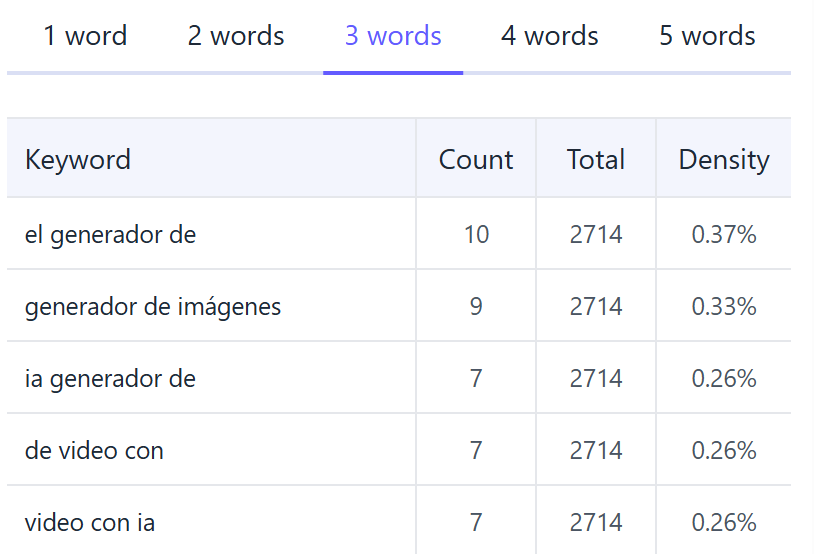 1 word 2 words 3 words 4 words 5 words
Keyword Count Total Density
el generador de 10 2714 0.37%
generador de imágenes 9 2714 0.33%
ia generador de 7 2714 0.26%
de video con 7 2714 0.26%
video con ia 7 2714 0.26%